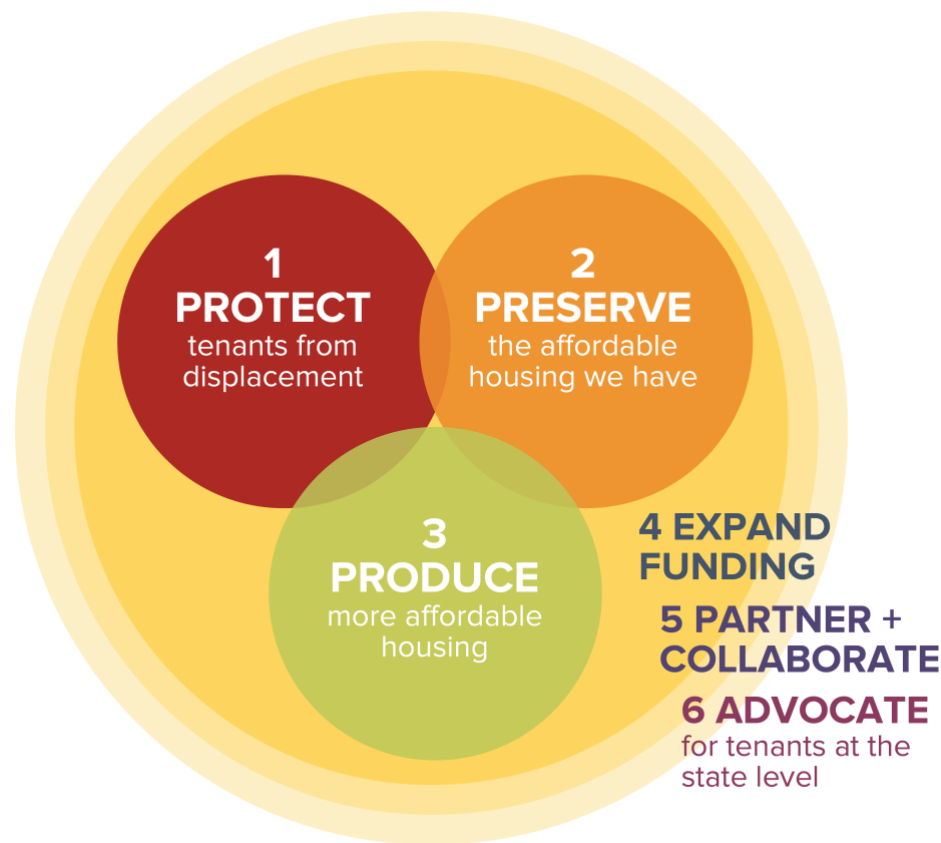 1
PROTECT
tenants from
displacement
2
PRESERVE
the affordable
housing we have
3
PRODUCE
more affordable
housing
4 EXPAND
FUNDING
5 PARTNER +
COLLABORATE
6 ADVOCATE
for tenants at the
state level